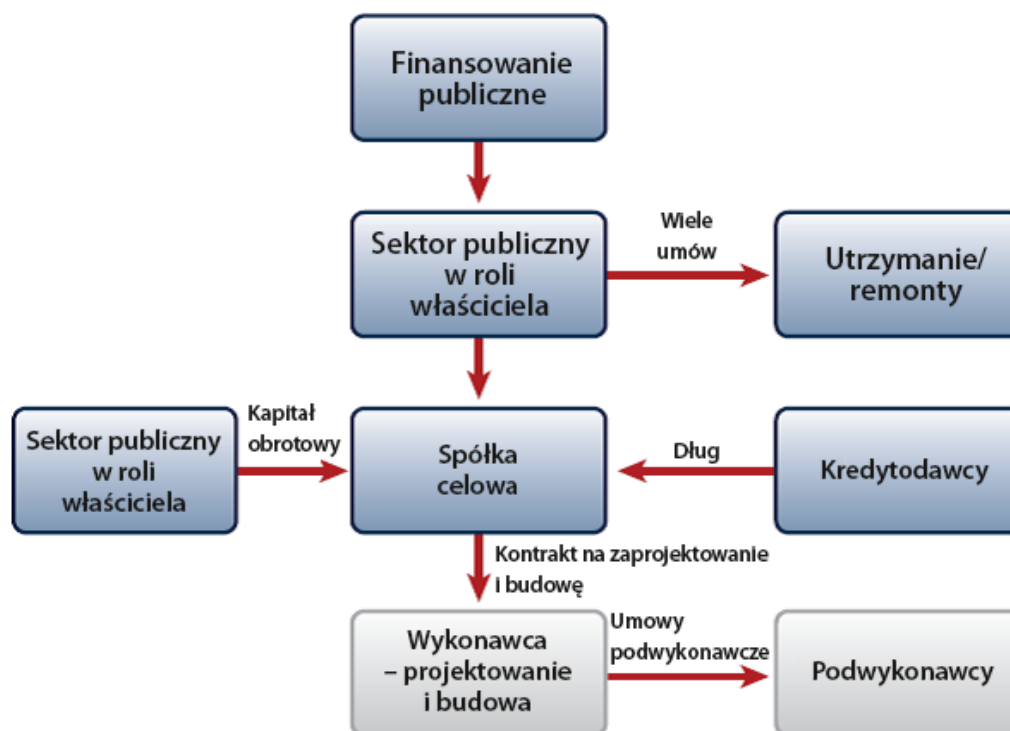 Finansowanie
publiczne
Sektor publiczny
w roli
właściciela
Wiele
umów
Utrzymanie/
remonty
Sektor publiczny
w roli
właściciela
Kapitał
obrotowy
Spółka
celowa
Dług
Kredytodawcy
Kontrakt na zaprojektowanie
i budowę
Wykonawca
– projektowanie
i budowa
Umowy
podwykonawcze
Podwykonawcy